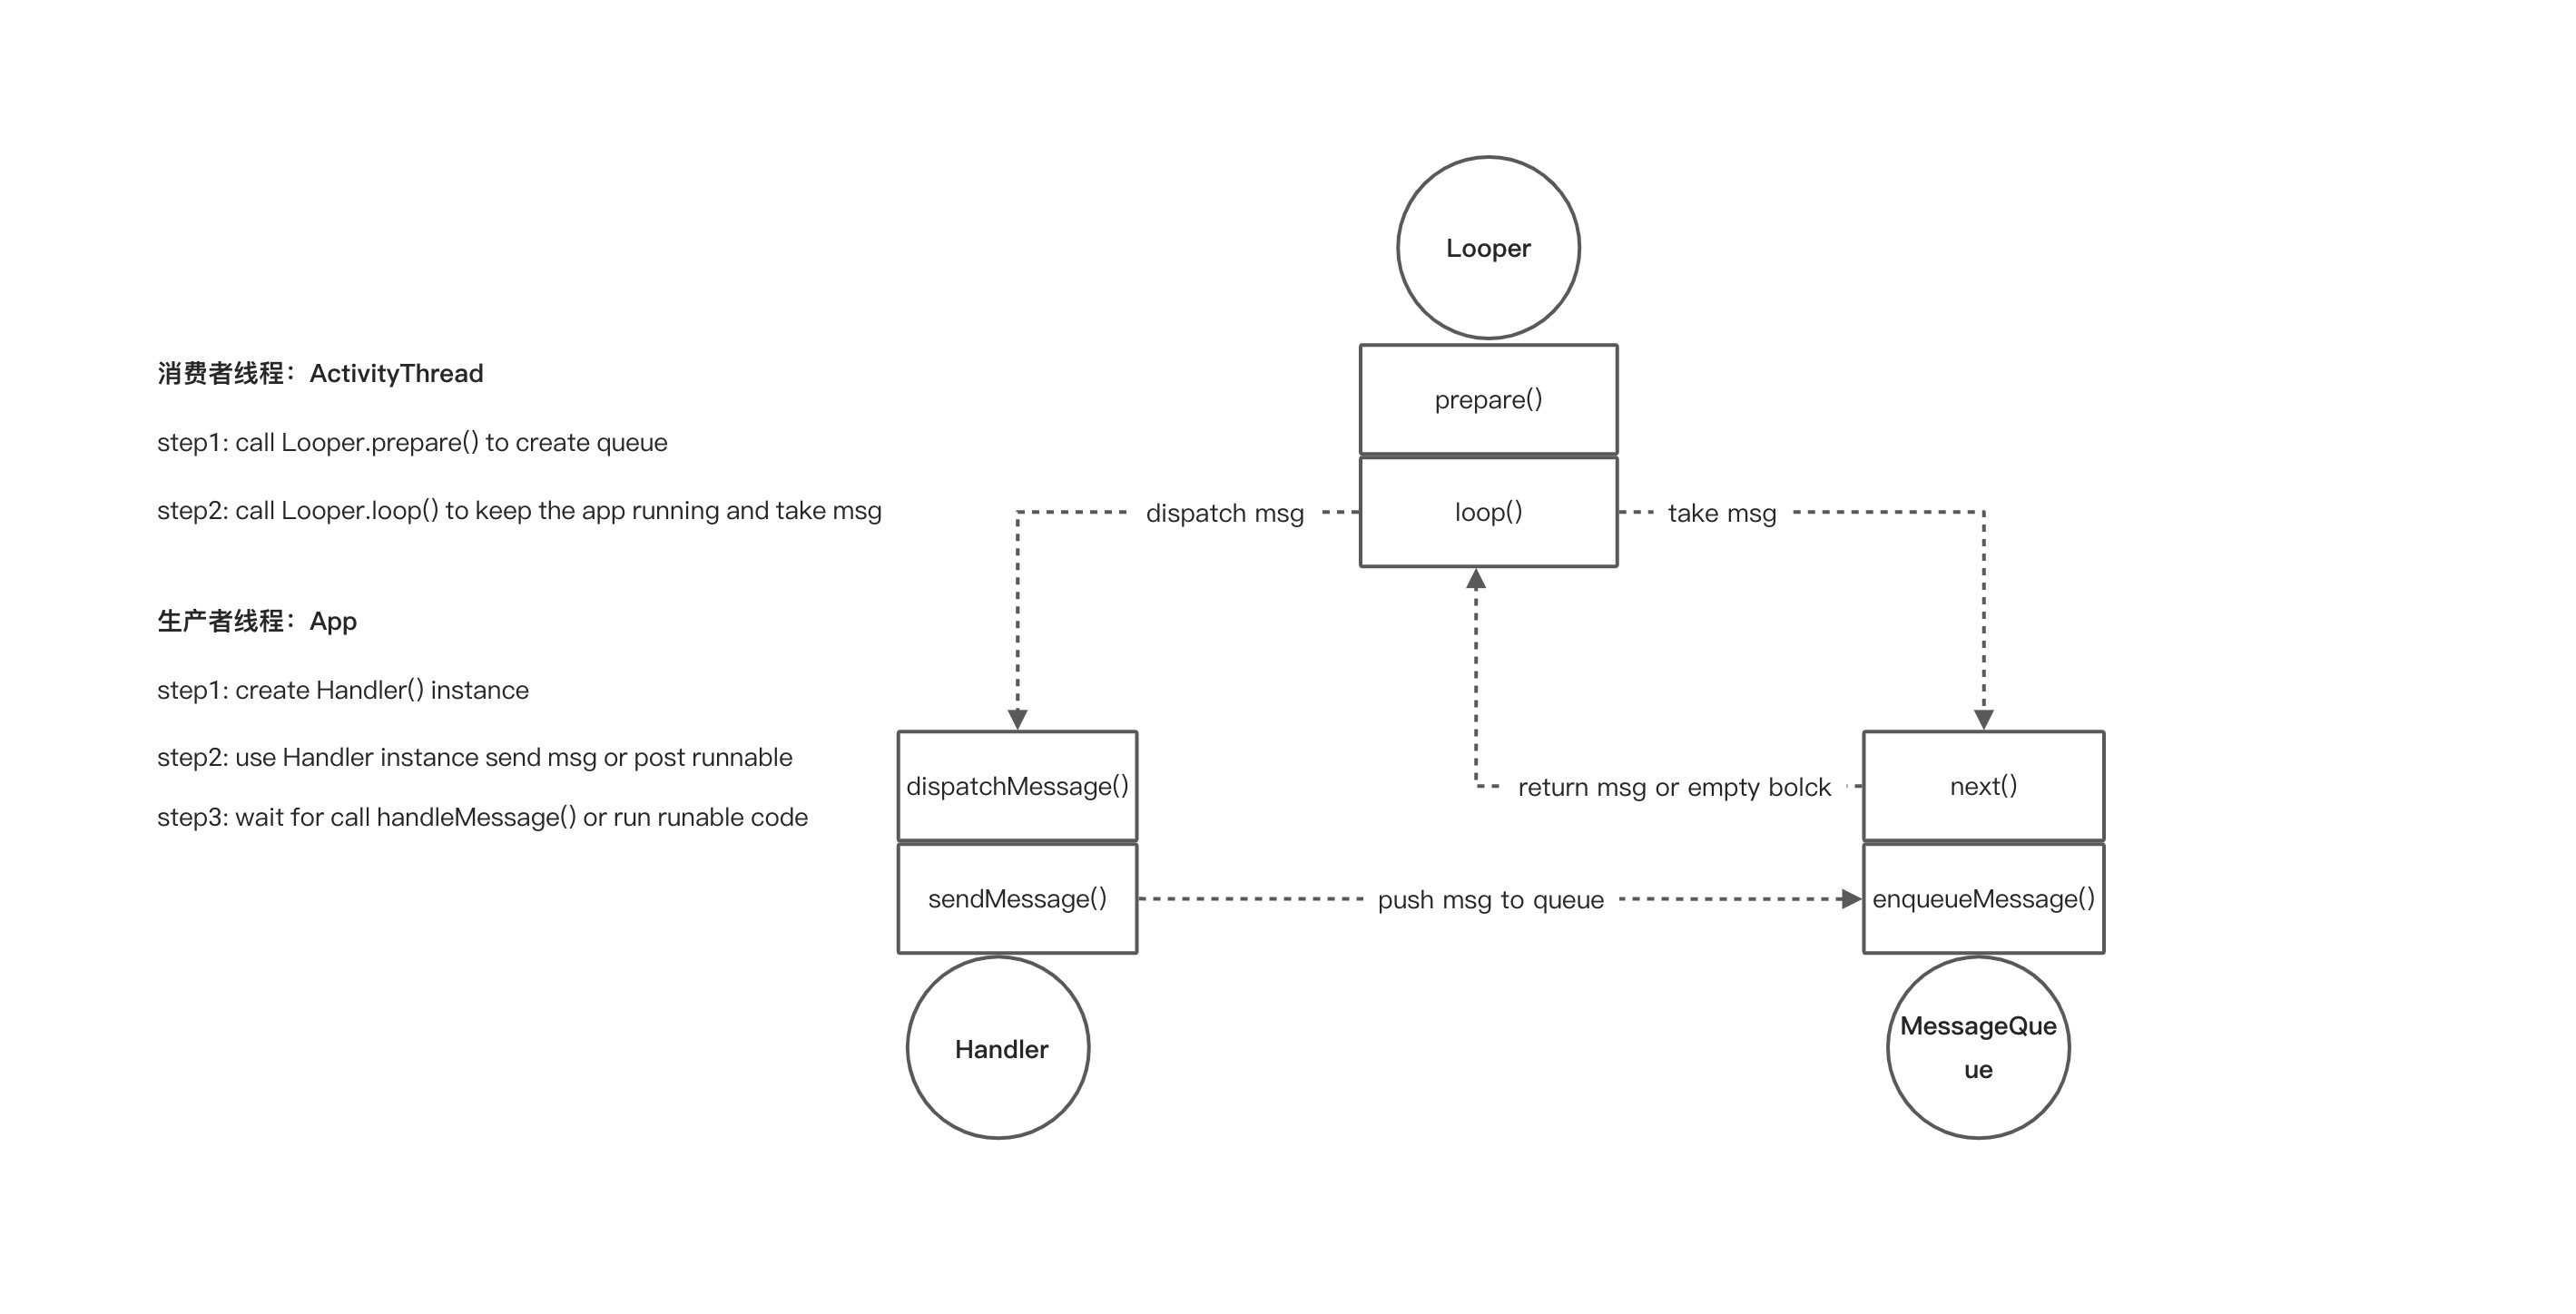 消费者线程：ActivityThread
step1: call Looper.prepare() to create queue
step2: call Looper.loop() to keep the app running and take msg
生产者线程：App
step1: create Handler() instance
step2: use Handler instance send msg or post runnable
step3: wait for call handleMessage() or run runable code
Looper
prepare()
loop()
dispatch msg
take msg
dispatchMessage()
return msg or empty bolck
next()
sendMessage()
push msg to queue
enqueueMessage()
Handler
MessageQue
ue